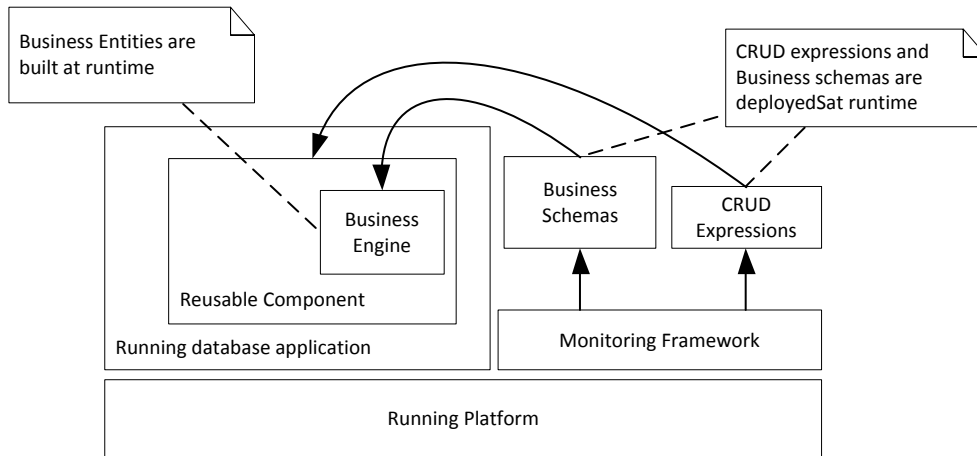 Business Entities are
built at runtime
CRUD expressions and
Business schemas are
deployedSat runtime
Business
Schemas
CRUD
Expressions
Business
Engine
Reusable Component
Running database application
Monitoring Framework
Running Platform